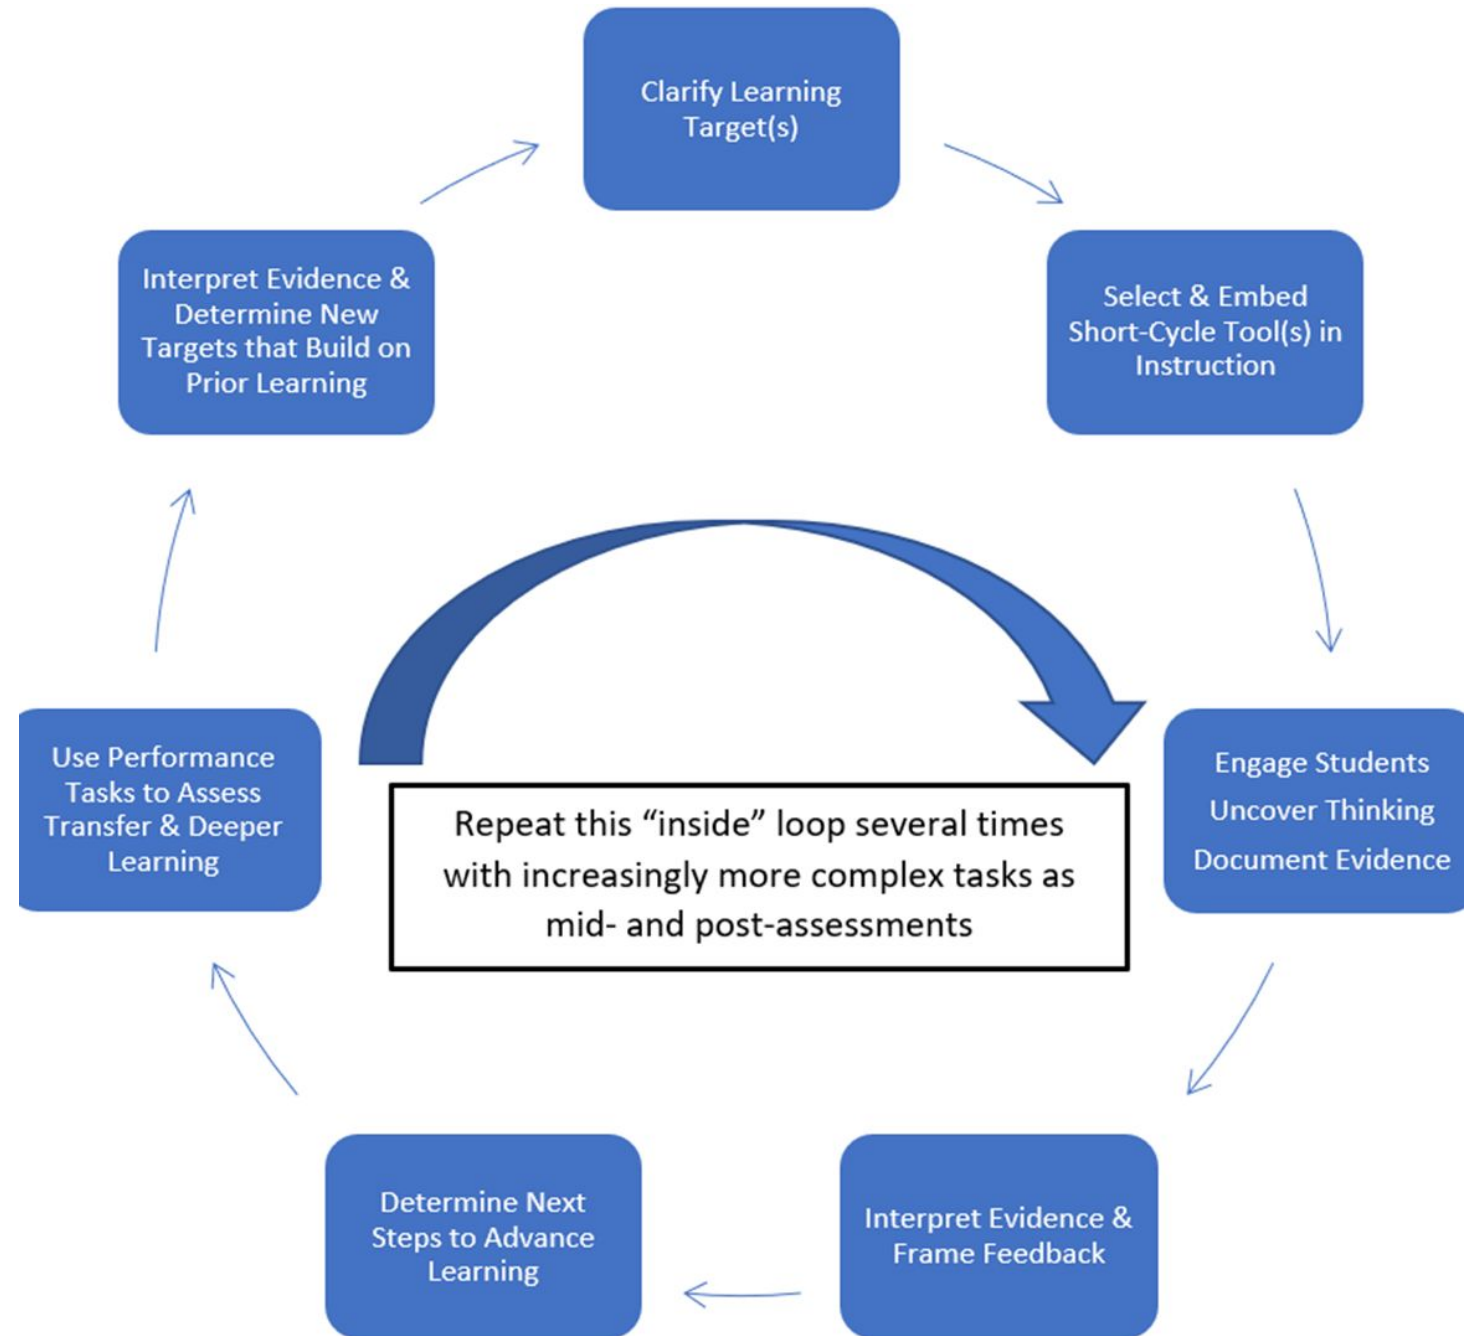 Clarify Learning
Target(s)
Select & Embed
Short-Cycle Tool(s) in
Instruction
Engage Students
Uncover Thinking
Document Evidence
Interpret Evidence &
Frame Feedback
Determine Next
Steps to Advance
Learning
Use Performance
Tasks to Assess
Transfer & Deeper
Learning
Interpret Evidence &
Determine New
Targets that Build on
Prior Learning
Repeat this “inside” loop several times
with increasingly more complex tasks as
mid- and post-assessments